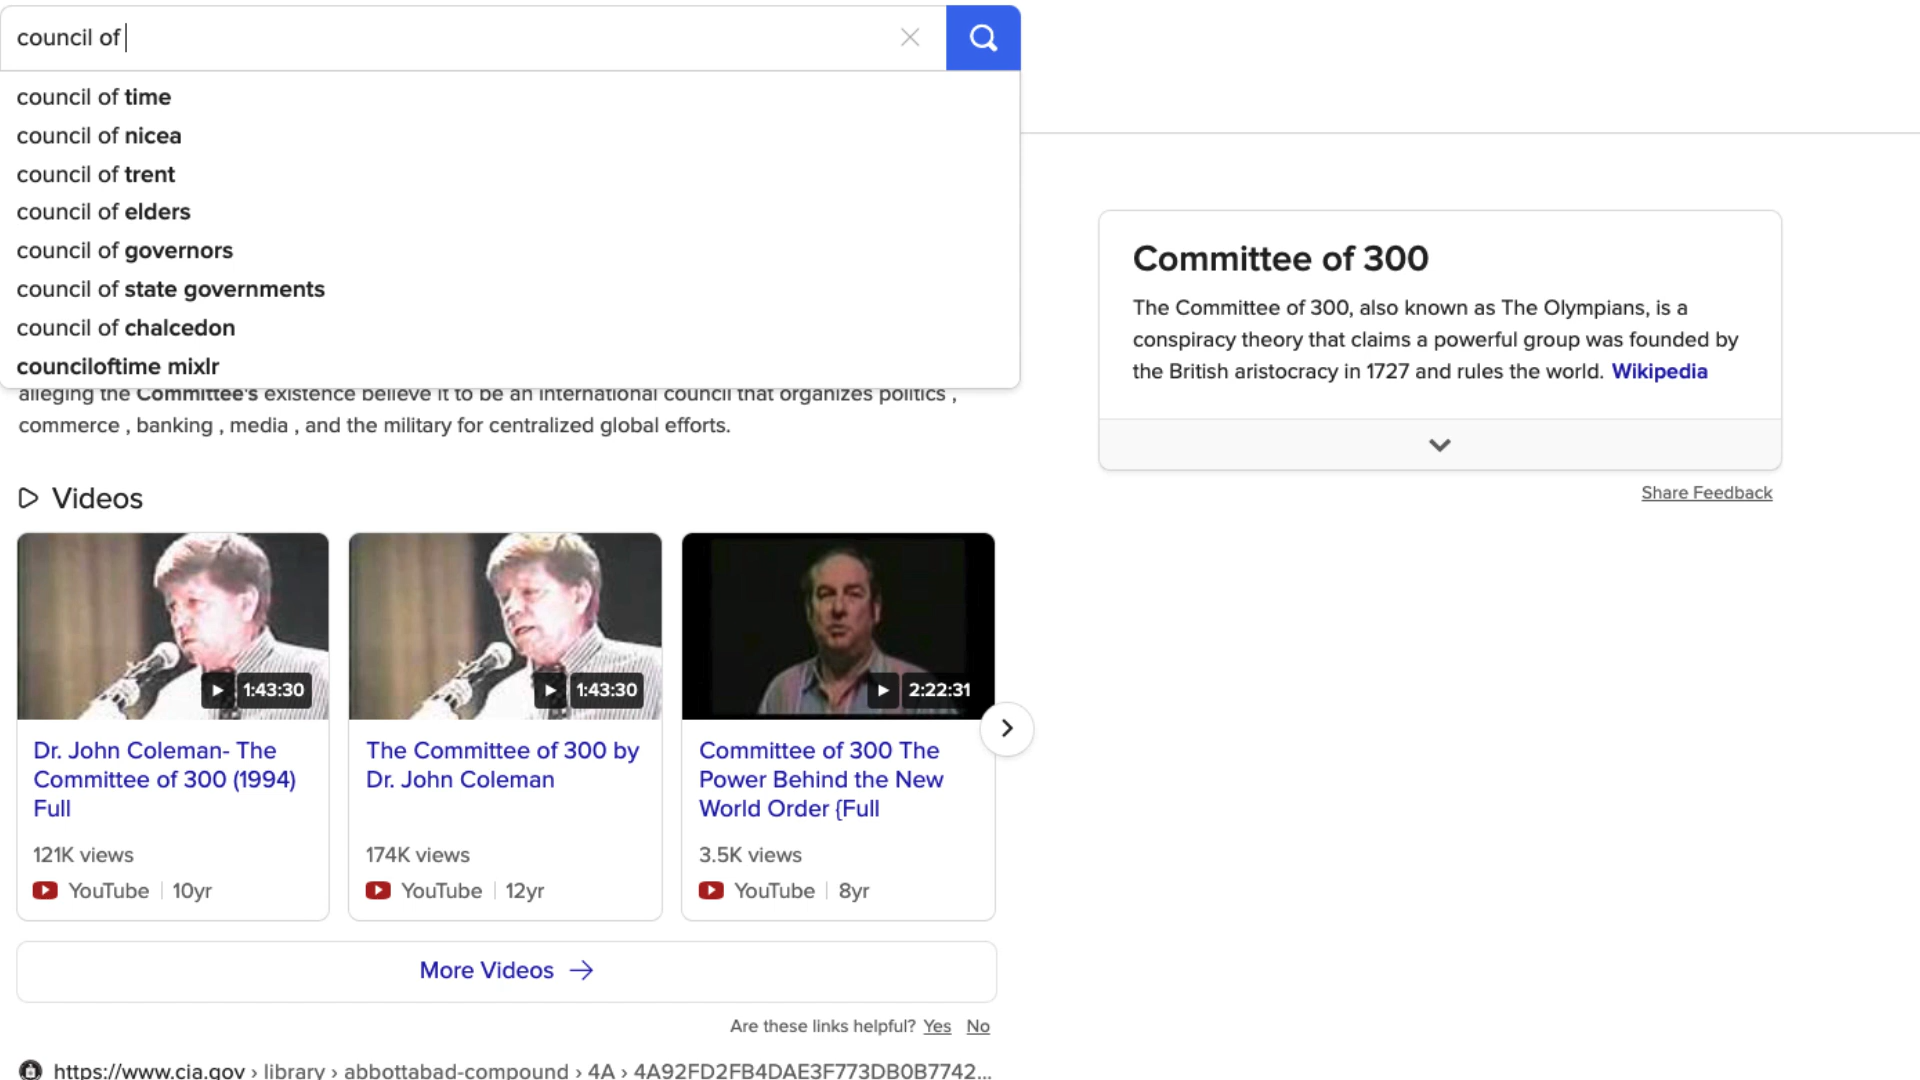 council of
council of time
council of nicea
council of trent
council of elders
council of governors
council of state governments
council of chalcedon
counciloftime mixlr
alleging the Committee's existence believe it to be an international council that organizes politics ,
commerce , banking , media , and the military for centralized global efforts.
Committee of 300
The Committee of 300, also known as The Olympians, is a
conspiracy theory that claims a powerful group was founded by
the British aristocracy in 1727 and rules the world. Wikipedia
Share Feedback
Videos
1:43:30
Dr. John Coleman- The
Committee of 300 (1994)
Full
121K views
YouTube | 10yr
1:43:30
The Committee of 300 by
Dr. John Coleman
174K views
YouTube | 12yr
2:22:31
Committee of 300 The
Power Behind the New
World Order {Full
3.5K views
YouTube | 8yr
More Videos →
Are these links helpful? Yes No
https://www.cia.gov › library › abbottabad-compound › 4A › 4A92FD2FB4DAE3F773DB0B7742...